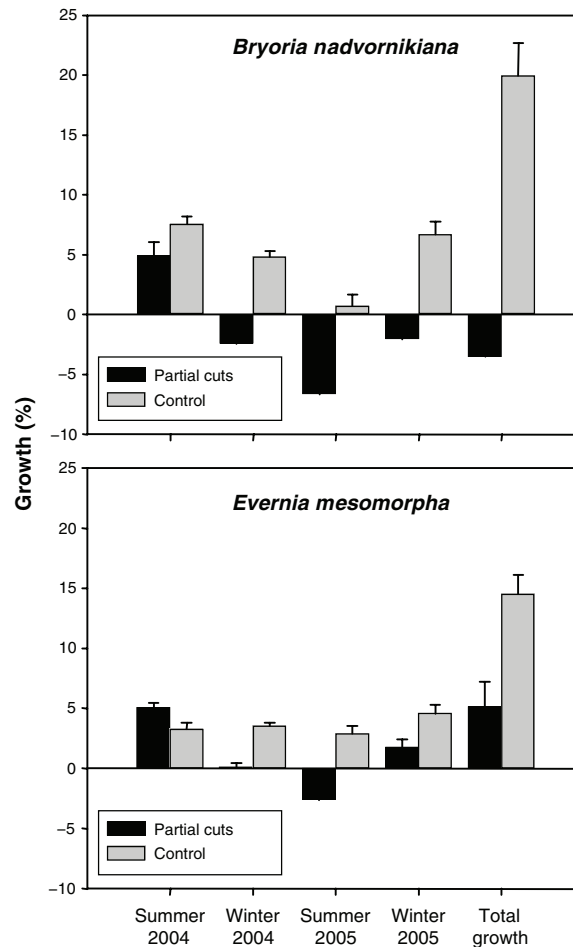 25
Bryoria nadvornikiana
20
15
10
5
0
−5
Partial cuts
Control
−10
Growth (%)
25
Evernia mesomorpha
20
15
10
5
0
−5
Partial cuts
Control
−10
Summer 2004
Winter 2004
Summer 2005
Winter 2005
Total growth